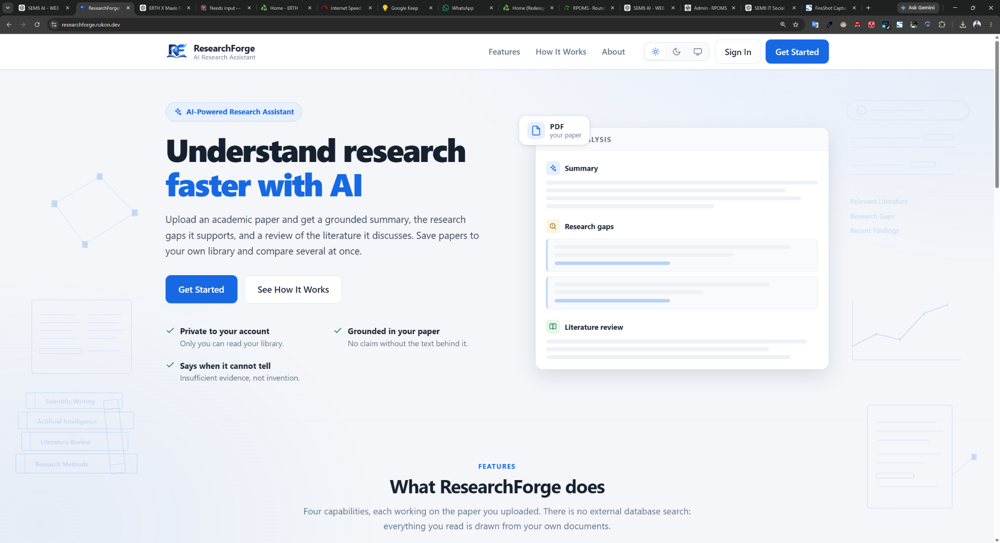 SEM6 AI - WEB
ResearchForge:
ERTH X Maxis P
Needs input —
Home - ERTH
Internet Speed
Google Keep
WhatsApp
Home (Redesig
RPOMS · Route
SEM6 AI - WEB
Admin · RPOMS
SEM6 IT Social
FireShot Captu
Ask Gemini
researchforge.rukon.dev
ResearchForge
AI Research Assistant
Features
How It Works
About
Sign In
Get Started
AI-Powered Research Assistant
Understand research
faster with AI
Upload an academic paper and get a grounded summary, the research
gaps it supports, and a review of the literature it discusses. Save papers to
your own library and compare several at once.
Get Started
See How It Works
Private to your account
Only you can read your library.
Grounded in your paper
No claim without the text behind it.
Says when it cannot tell
Insufficient evidence, not invention.
PDF
your paper
LYSIS
Summary
Research gaps
Literature review
Relevant Literature
Research Gaps
Recent Findings
Scientific Writing
Artificial Intelligence
Literature Review
Research Methods
FEATURES
What ResearchForge does
Four capabilities, each working on the paper you uploaded. There is no external database search:
everything you read is drawn from your own documents.